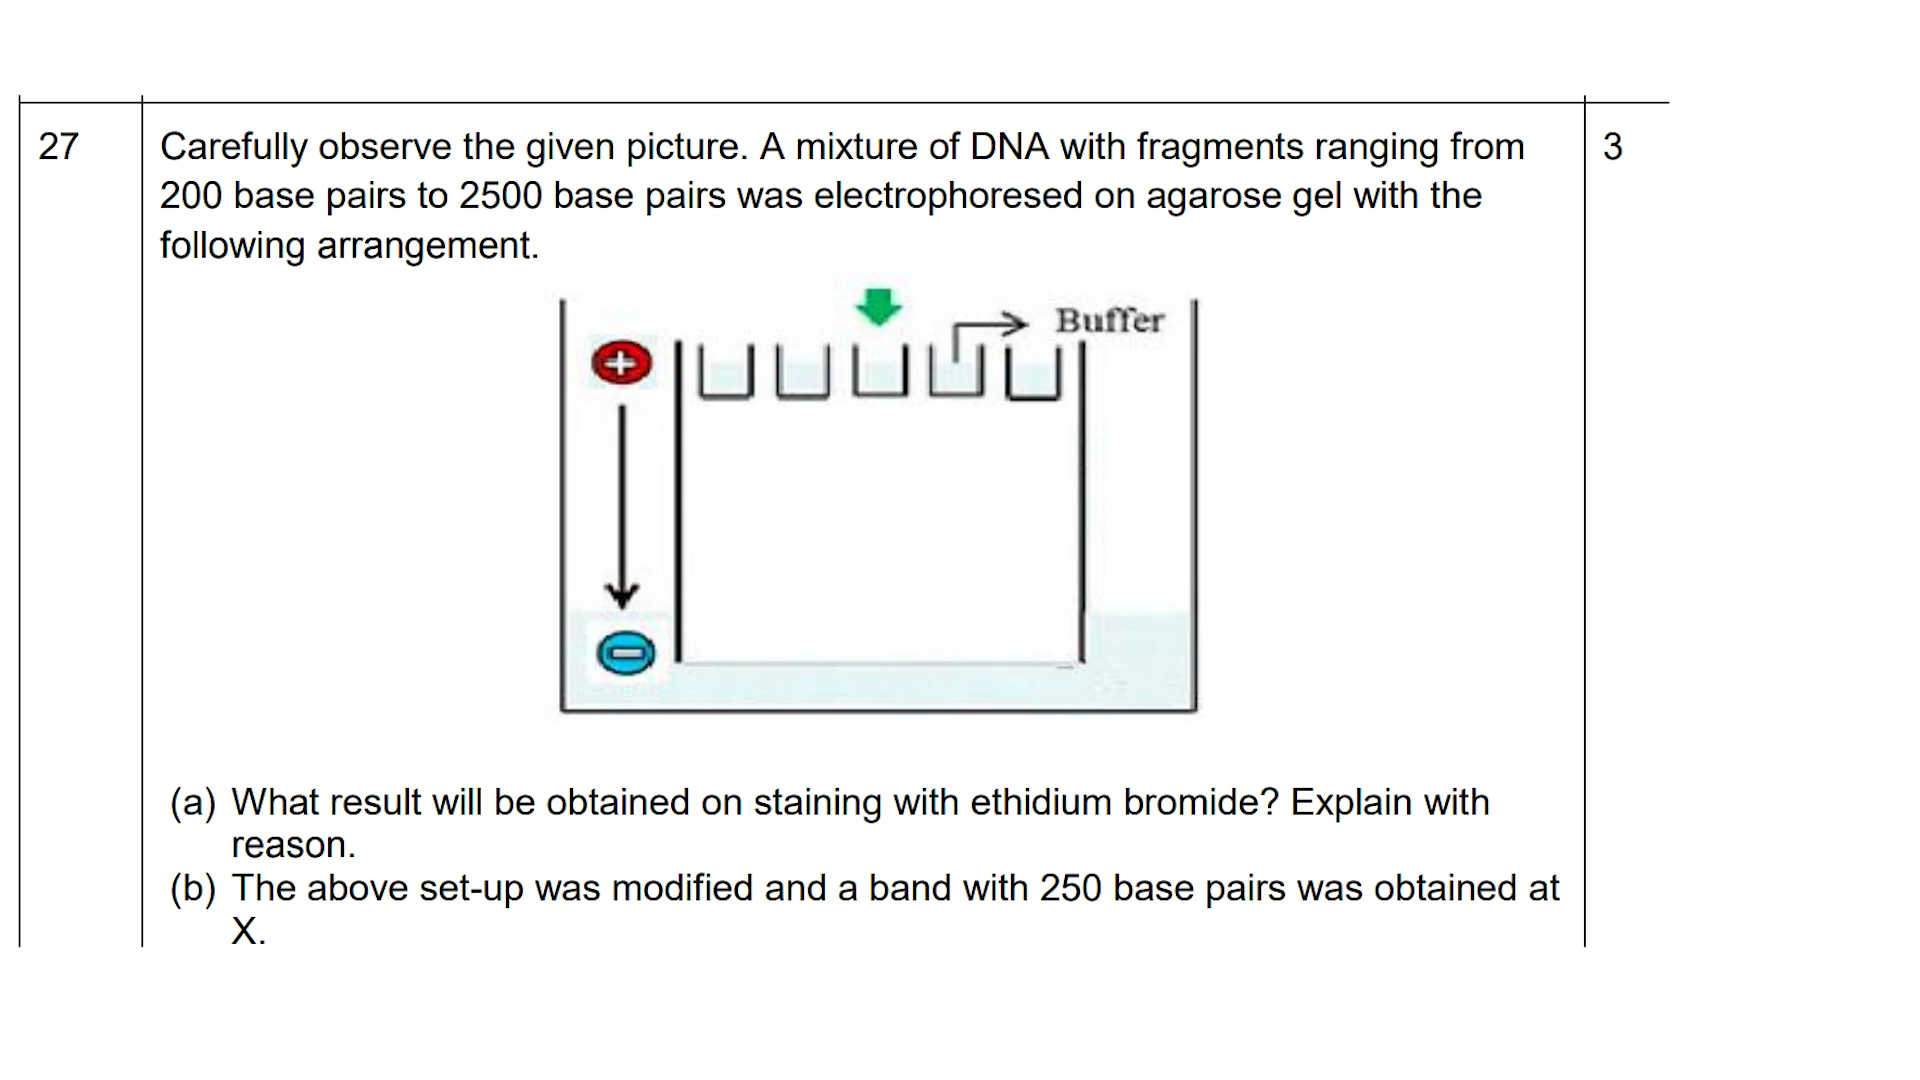 27
Carefully observe the given picture. A mixture of DNA with fragments ranging from
3
200 base pairs to 2500 base pairs was electrophoresed on agarose gel with the
following arrangement.
Buffer
+
(a) What result will be obtained on staining with ethidium bromide? Explain with
reason.
(b) The above set-up was modified and a band with 250 base pairs was obtained at
X.